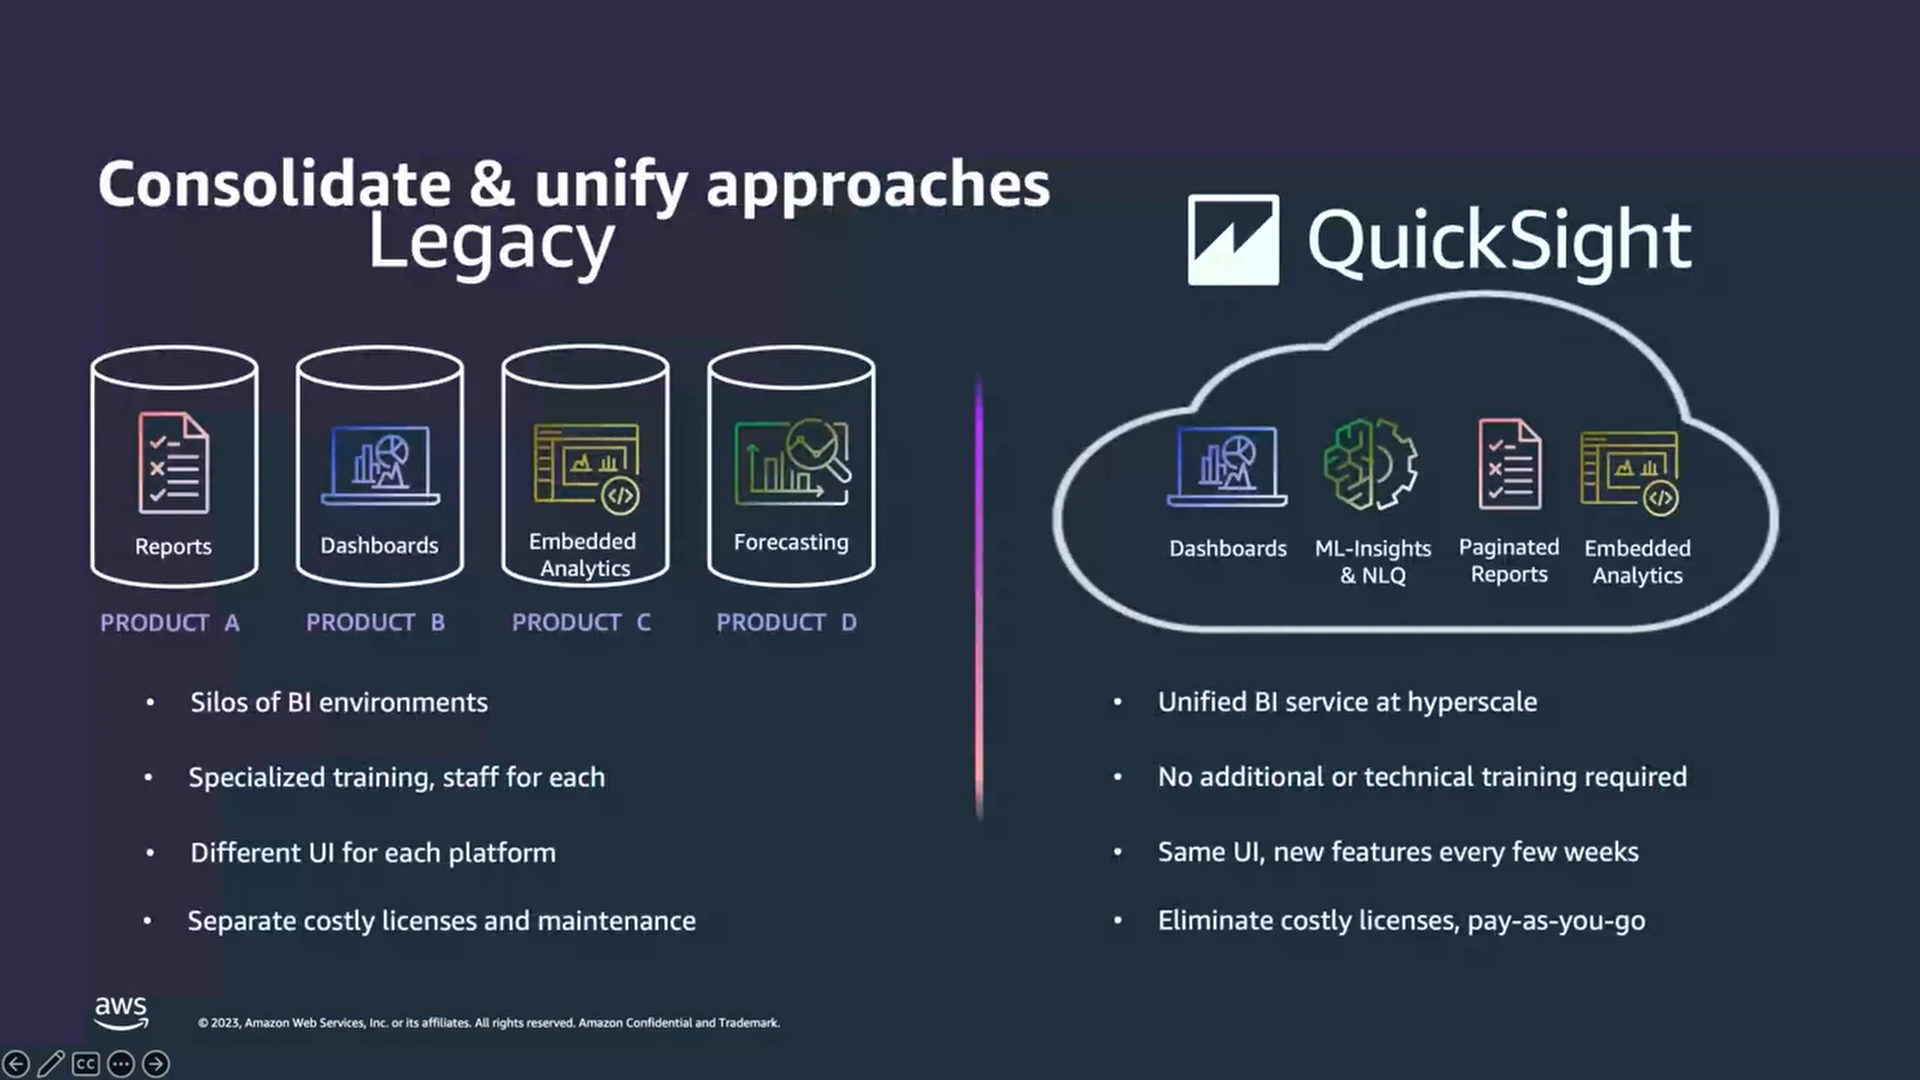 Consolidate & unify approaches
Legacy
Reports
Dashboards
Embedded
Analytics
Forecasting
PRODUCT A
PRODUCT B
PRODUCT C
PRODUCT D
• Silos of BI environments
• Specialized training, staff for each
• Different UI for each platform
• Separate costly licenses and maintenance
QuickSight
Dashboards
ML-Insights
& NLQ
Paginated
Reports
Embedded
Analytics
• Unified BI service at hyperscale
• No additional or technical training required
• Same UI, new features every few weeks
• Eliminate costly licenses, pay-as-you-go
aws
© 2023, Amazon Web Services, Inc. or its affiliates. All rights reserved. Amazon Confidential and Trademark.
CC